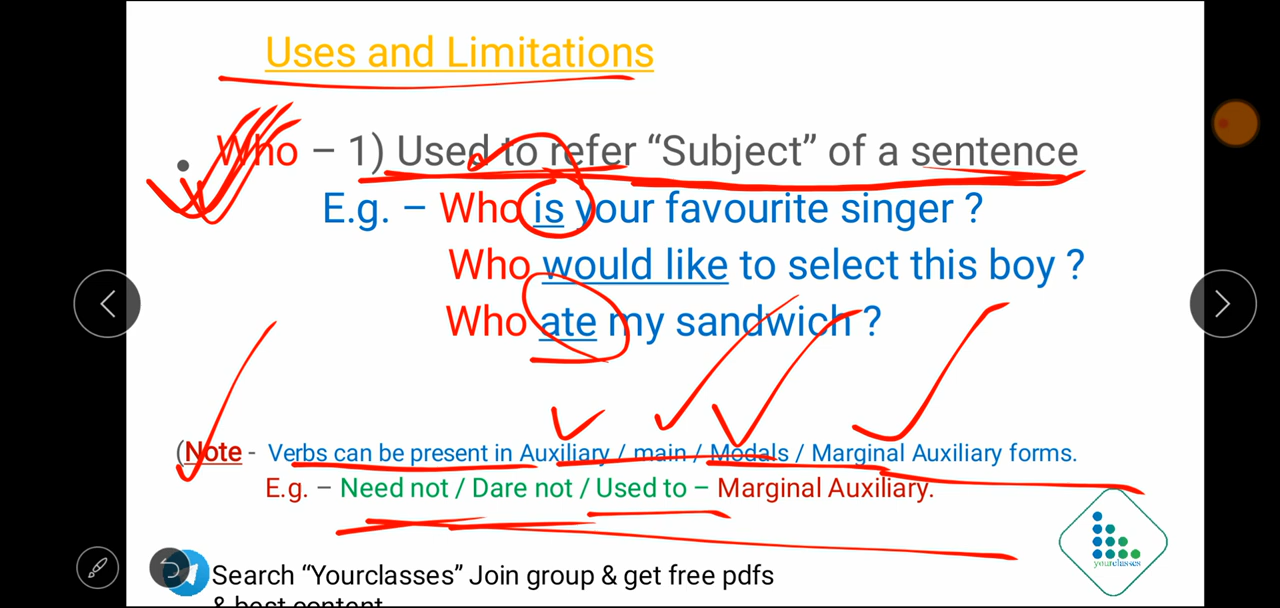 Uses and Limitations
• Who – 1) Used to refer “Subject” of a sentence
E.g. – Who is your favourite singer ?
Who would like to select this boy ?
Who ate my sandwich ?
(Note - Verbs can be present in Auxiliary / main / Modals / Marginal Auxiliary forms.
E.g. – Need not / Dare not / Used to – Marginal Auxiliary.
yourclasses
Search “Yourclasses” Join group & get free pdfs
& best content